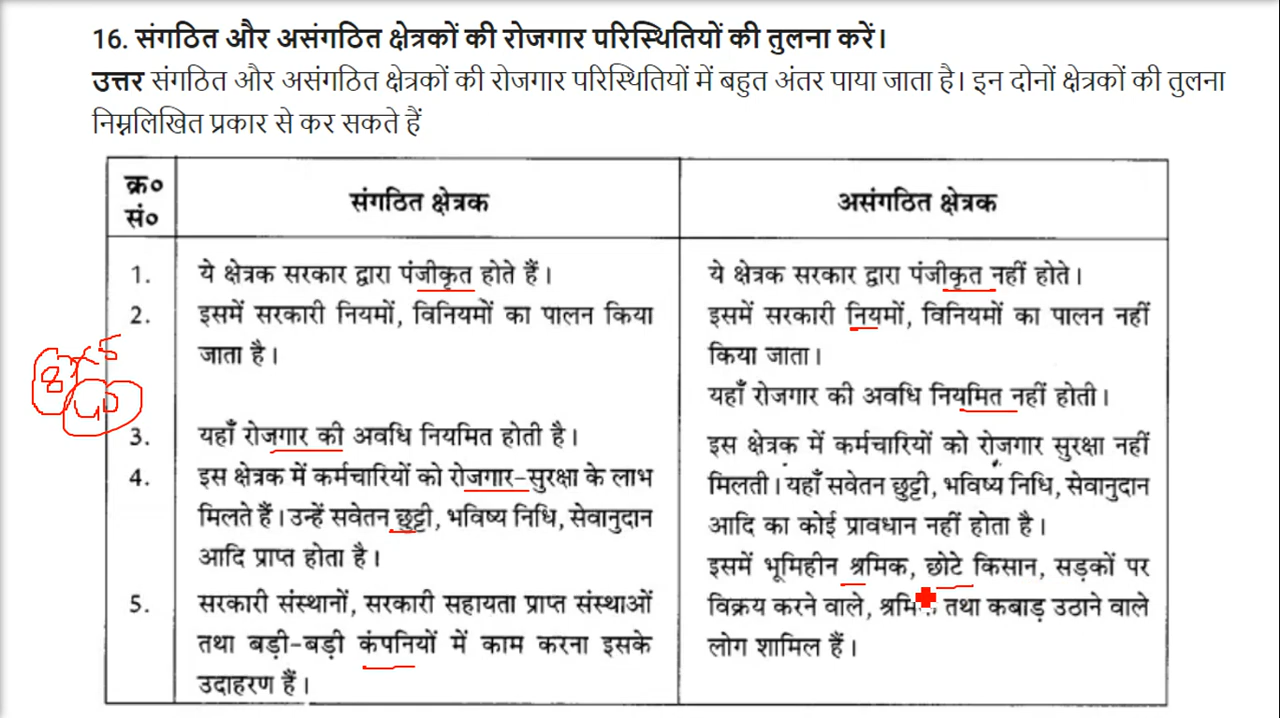 16. संगठित और असंगठित क्षेत्रकों की रोजगार परिस्थितियों की तुलना करें।
उत्तर संगठित और असंगठित क्षेत्रकों की रोजगार परिस्थितियों में बहुत अंतर पाया जाता है। इन दोनों क्षेत्रकों की तुलना
निम्नलिखित प्रकार से कर सकते हैं
क्र०
सं०
संगठित क्षेत्रक
असंगठित क्षेत्रक
1. ये क्षेत्रक सरकार द्वारा पंजीकृत होते हैं।
ये क्षेत्रक सरकार द्वारा पंजीकृत नहीं होते।
2. इसमें सरकारी नियमों, विनियमों का पालन किया
जाता है।
इसमें सरकारी नियमों, विनियमों का पालन नहीं
किया जाता।
8x5
40
3. यहाँ रोजगार की अवधि नियमित होती है।
यहाँ रोजगार की अवधि नियमित नहीं होती।
4. इस क्षेत्रक में कर्मचारियों को रोजगार-सुरक्षा के लाभ
मिलते हैं। उन्हें सवेतन छुट्टी, भविष्य निधि, सेवानुदान
आदि प्राप्त होता है।
इस क्षेत्रक में कर्मचारियों को रोजगार सुरक्षा नहीं
मिलती। यहाँ सवेतन छुट्टी, भविष्य निधि, सेवानुदान
आदि का कोई प्रावधान नहीं होता है।
5. सरकारी संस्थानों, सरकारी सहायता प्राप्त संस्थाओं
तथा बड़ी-बड़ी कंपनियों में काम करना इसके
उदाहरण हैं।
इसमें भूमिहीन श्रमिक, छोटे किसान, सड़कों पर
विक्रय करने वाले, श्रमिक तथा कबाड़ उठाने वाले
लोग शामिल हैं।